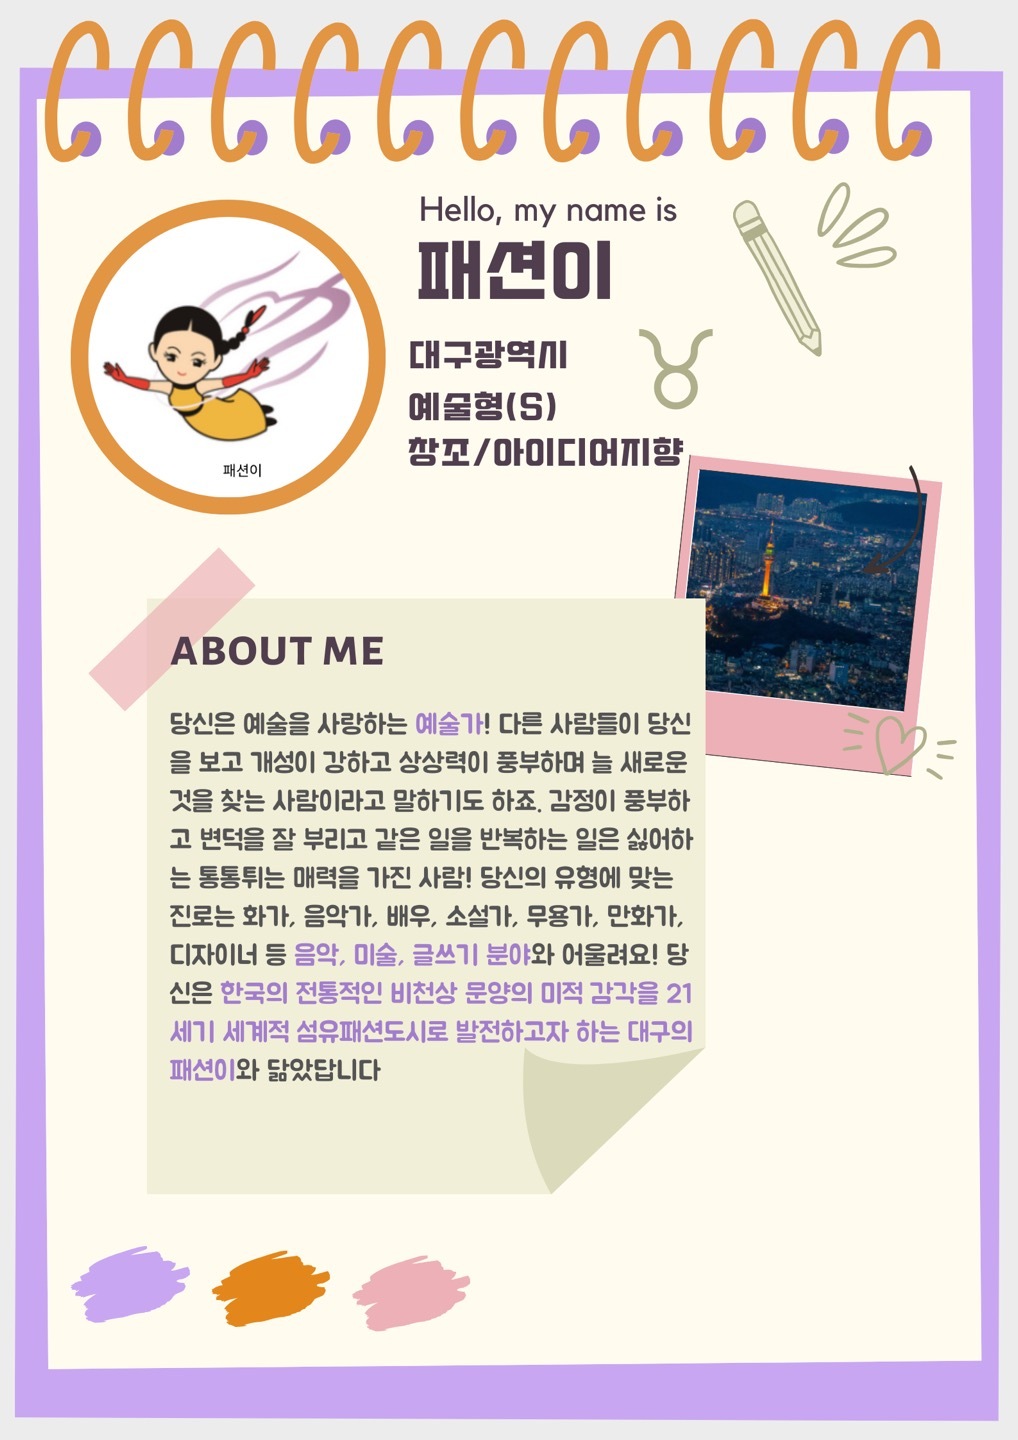 Hello, my name is
패션이
대구광역시
예술형(S)
창조/아이디어지향
패션이
ABOUT ME
당신은 예술을 사랑하는 예술가! 다른 사람들이 당신
을 보고 개성이 강하고 상상력이 풍부하며 늘 새로운
것을 찾는 사람이라고 말하기도 하죠. 감정이 풍부하
고 변덕을 잘 부리고 같은 일을 반복하는 일은 싫어하
는 통통튀는 매력을 가진 사람! 당신의 유형에 맞는
진로는 화가, 음악가, 배우, 소설가, 무용가, 만화가,
디자이너 등 음악, 미술, 글쓰기 분야와 어울려요! 당
신은 한국의 전통적인 비천상 문양의 미적 감각을 21
세기 세계적 섬유패션도시로 발전하고자 하는 대구의
패션이와 닮았답니다